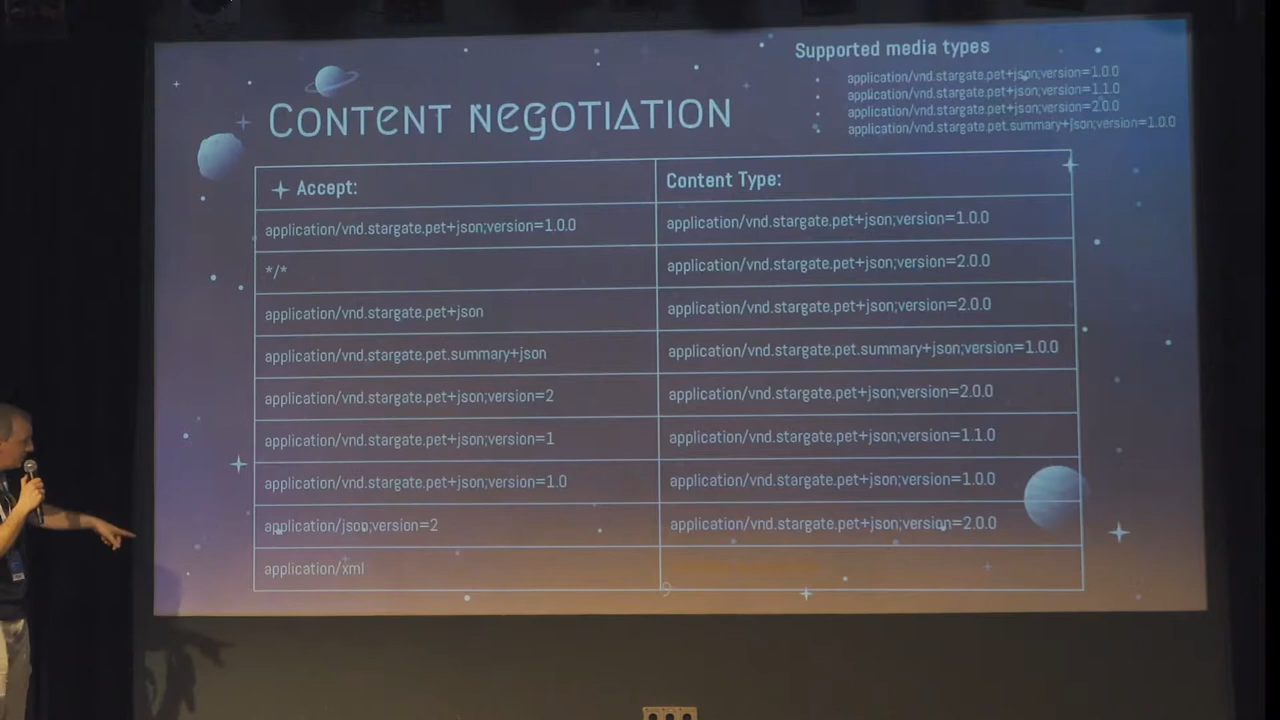 Supported media types
application/vnd.stargate.pet+json;version=1.0.0
application/vnd.stargate.pet+json;version=1.1.0
application/vnd.stargate.pet+json;version=2.0.0
application/vnd.stargate.pet.summary+json;version=1.0.0
CONTENT NEGOTIATION
Accept: Content Type:
application/vnd.stargate.pet+json;version=1.0.0 application/vnd.stargate.pet+json;version=1.0.0
*/* application/vnd.stargate.pet+json;version=2.0.0
application/vnd.stargate.pet+json application/vnd.stargate.pet+json;version=2.0.0
application/vnd.stargate.pet.summary+json application/vnd.stargate.pet.summary+json;version=1.0.0
application/vnd.stargate.pet+json;version=2 application/vnd.stargate.pet+json;version=2.0.0
application/vnd.stargate.pet+json;version=1 application/vnd.stargate.pet+json;version=1.1.0
application/vnd.stargate.pet+json;version=1.0 application/vnd.stargate.pet+json;version=1.0.0
application/json;version=2 application/vnd.stargate.pet+json;version=2.0.0
application/xml
9